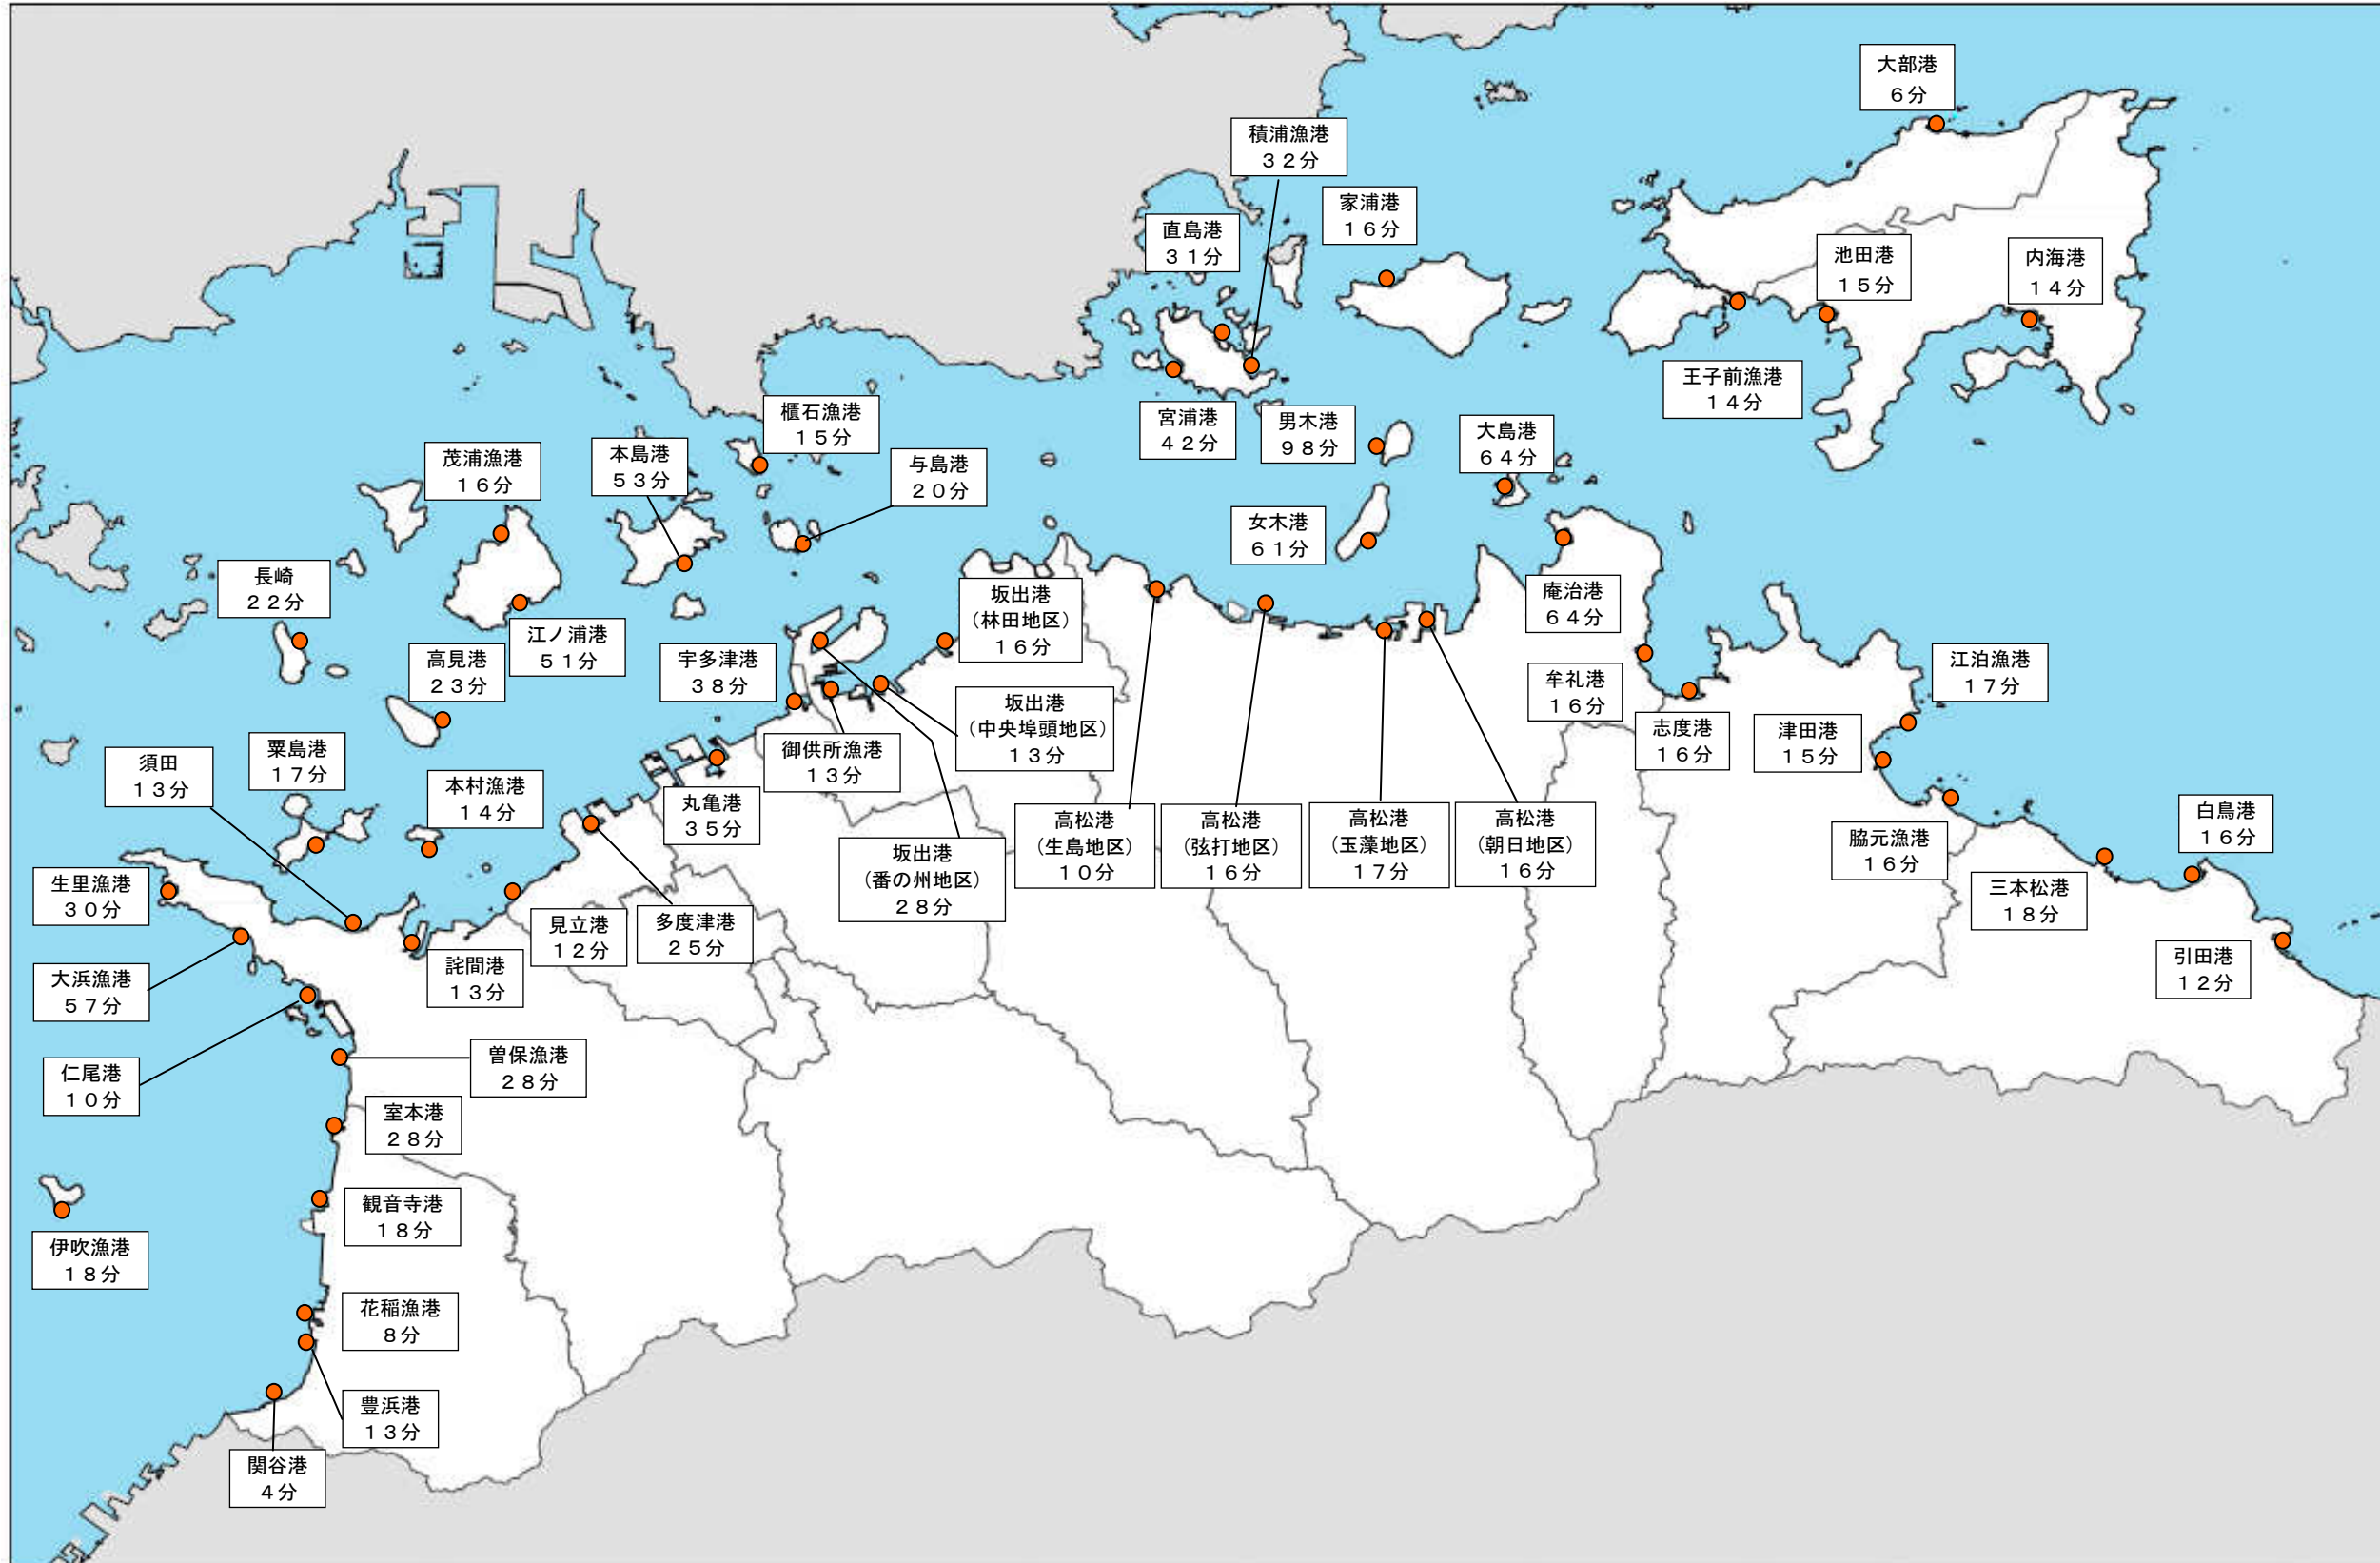 大部港
６分
積浦漁港
３２分
家浦港
１６分
直島港
３１分
池田港
１５分
内海港
１４分
王子前漁港
１４分
櫃石漁港
１５分
宮浦港
４２分
男木港
９８分
大島港
６４分
茂浦漁港
１６分
本島港
５３分
与島港
２０分
女木港
６１分
長崎
２２分
坂出港
（林田地区）
１６分
庵治港
６４分
江ノ浦港
５１分
高見港
２３分
宇多津港
３８分
江泊漁港
１７分
牟礼港
１６分
坂出港
（中央埠頭地区）
１３分
志度港
１６分
津田港
１５分
須田
１３分
粟島港
１７分
御供所漁港
１３分
本村漁港
１４分
丸亀港
３５分
高松港
（生島地区）
１０分
高松港
（弦打地区）
１６分
高松港
（玉藻地区）
１７分
高松港
（朝日地区）
１６分
白鳥港
１６分
脇元漁港
１６分
坂出港
（番の州地区）
２８分
生里漁港
３０分
三本松港
１８分
見立港
１２分
多度津港
２５分
詫間港
１３分
引田港
１２分
大浜漁港
５７分
曽保漁港
２８分
仁尾港
１０分
室本港
２８分
観音寺港
１８分
伊吹漁港
１８分
花稲漁港
８分
豊浜港
１３分
関谷港
４分